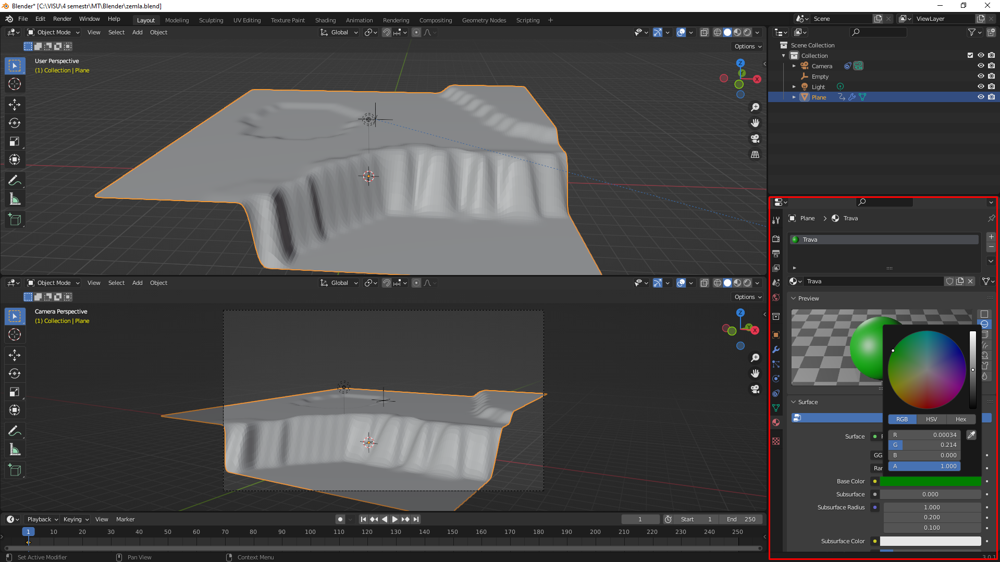 Blender* [C:\VISU\4 semestr\MT\Blender\zemla.blend]
File Edit Render Window Help Layout Modeling Sculpting UV Editing Texture Paint Shading Animation Rendering Compositing Geometry Nodes Scripting + Scene ViewLayer
Object Mode View Select Add Object Global
Options
User Perspective
(1) Collection | Plane
Z
Y
X
Scene Collection
Collection
Camera
Empty
Light
Plane
Object Mode View Select Add Object Global
Options
Camera Perspective
(1) Collection | Plane
Z
Y
X
Plane > Trava
Trava
Trava
Preview
Surface
RGB HSV Hex
R 0.00034
G 0.214
B 0.000
A 1.000
Surface
GG
Ran
Base Color
Subsurface 0.000
Subsurface Radius 1.000
0.200
0.100
Subsurface Color
Playback Keying View Marker 1 Start 1 End 250
1 10 20 30 40 50 60 70 80 90 100 110 120 130 140 150 160 170 180 190 200 210 220 230 240 250
Set Active Modifier Pan View Context Menu 3.0.1